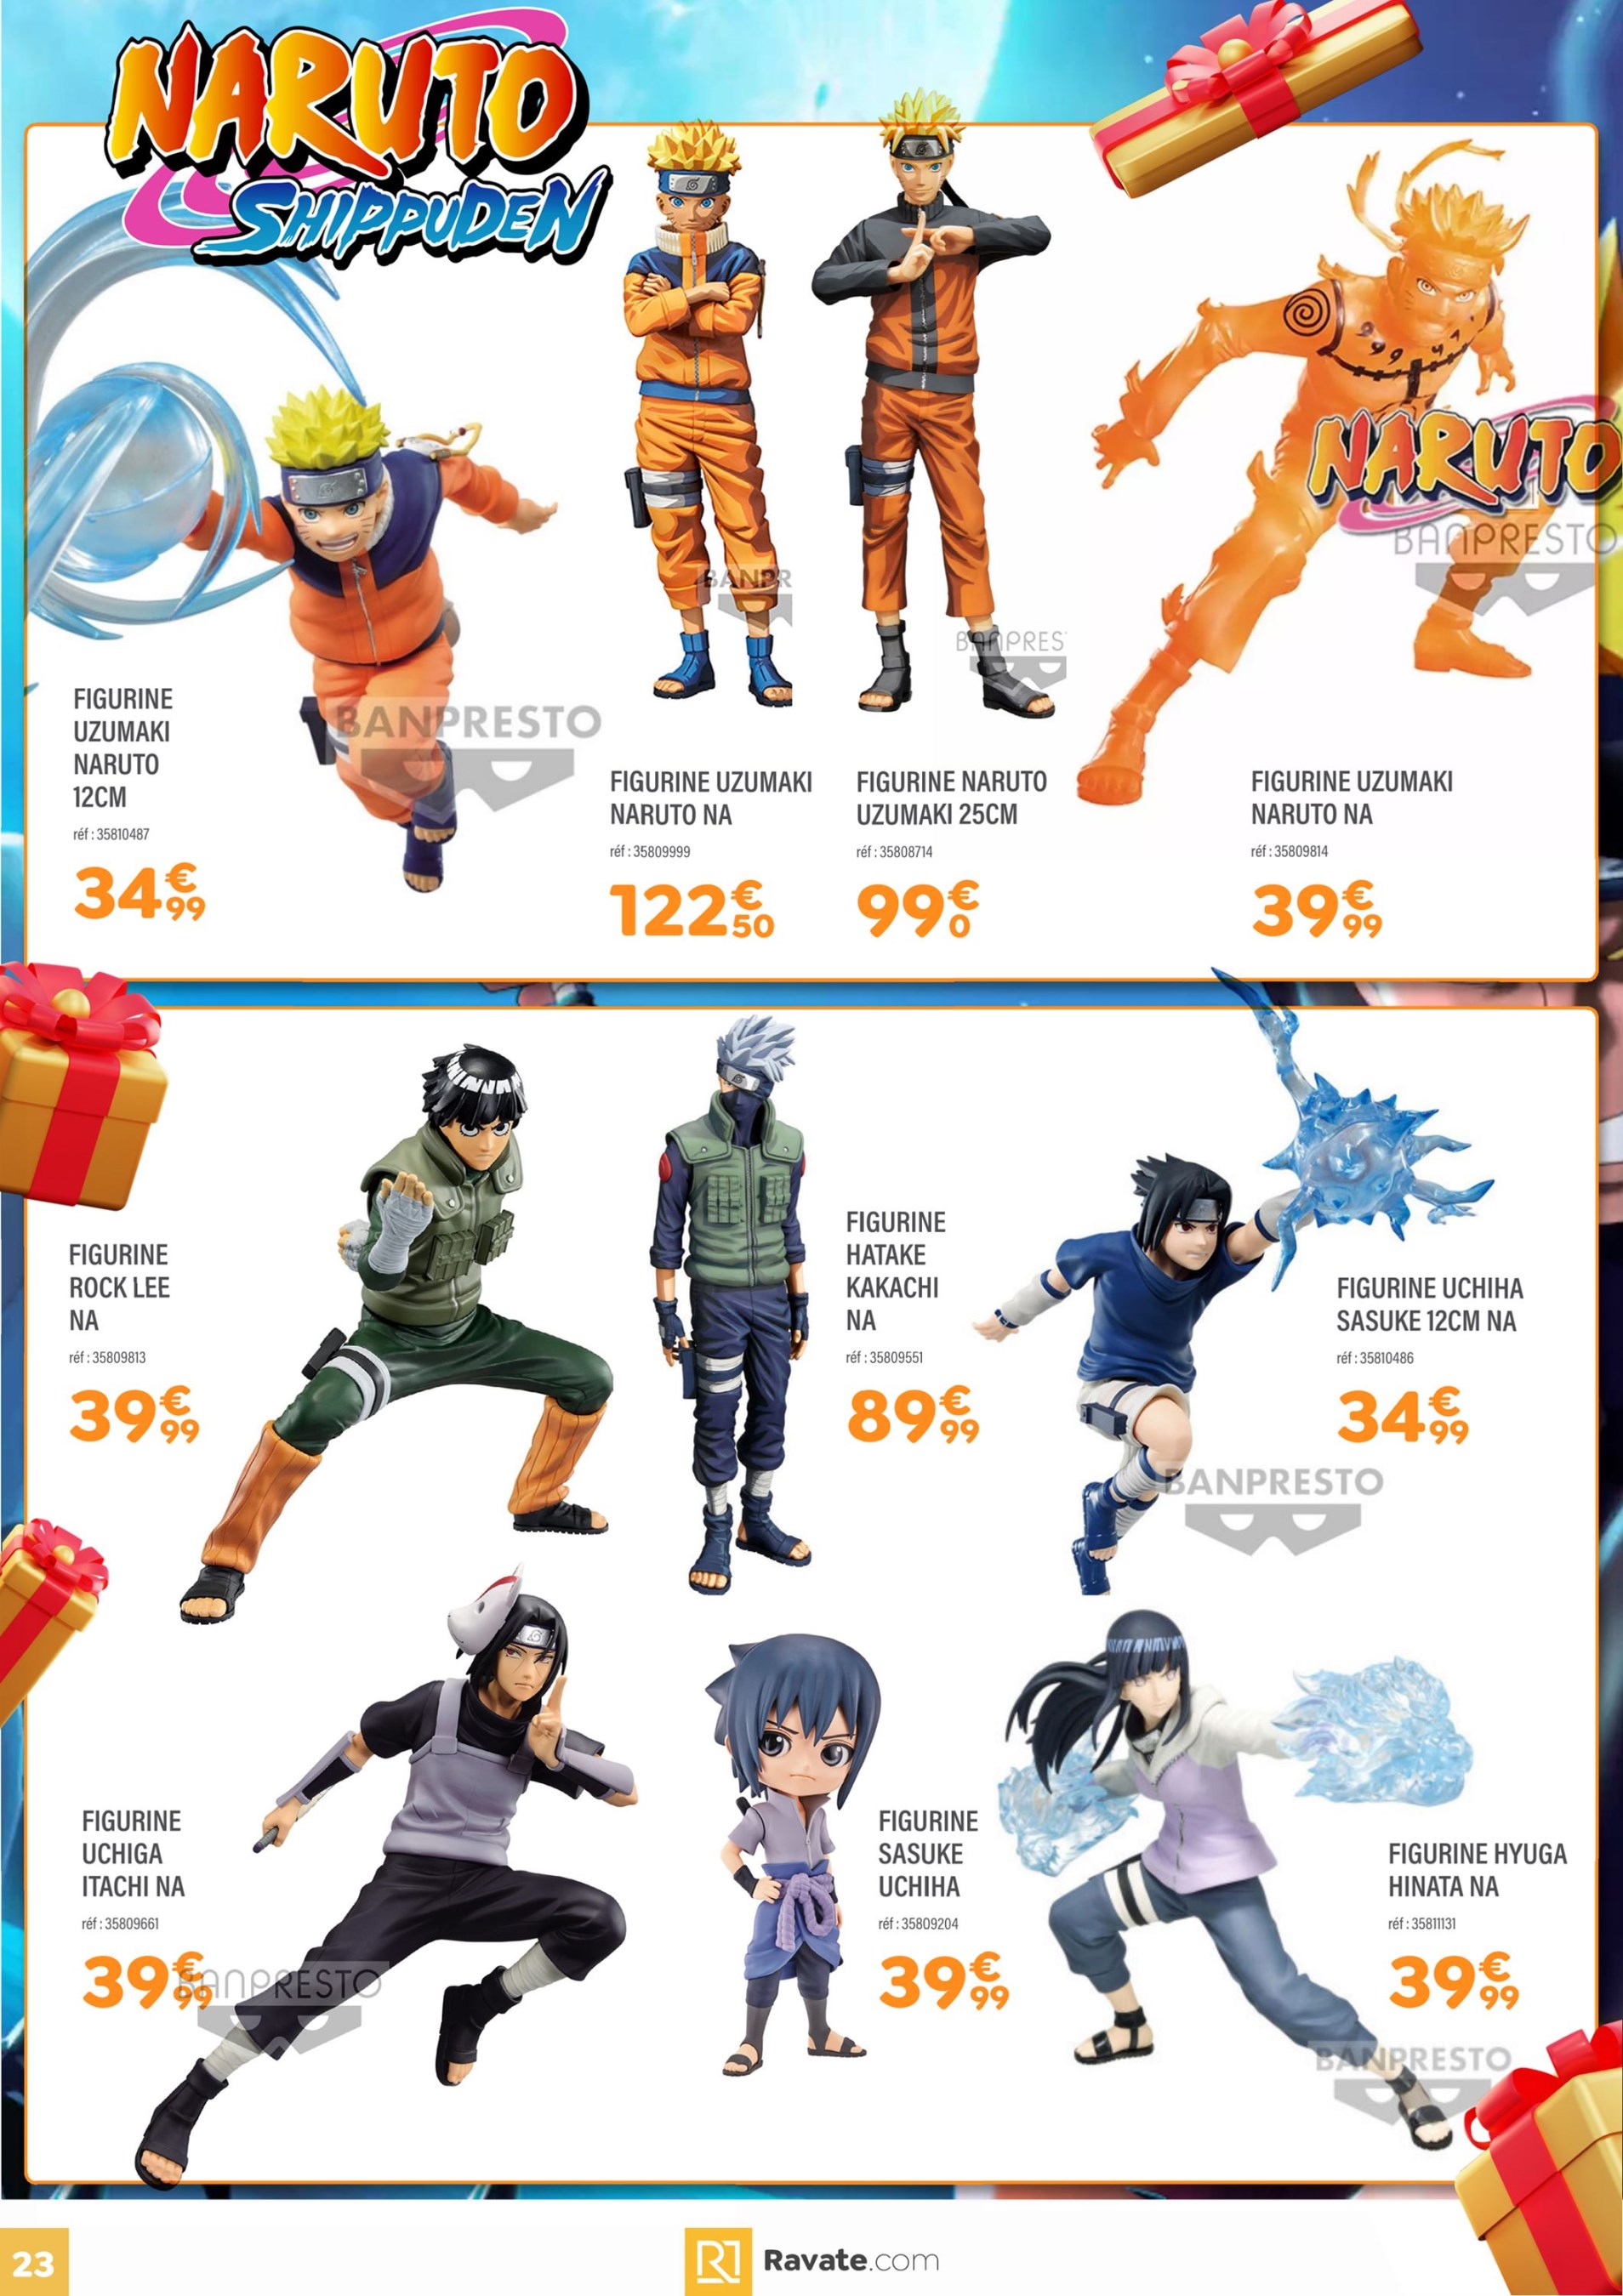 NARUTO
SHIPPUDEN
NARUTO
BANPRESTO
BANPR
BANPRES
BANPRESTO
FIGURINE
UZUMAKI
NARUTO
12CM
réf : 35810487
34€99
FIGURINE UZUMAKI
NARUTO NA
réf : 35809999
122€50
FIGURINE NARUTO
UZUMAKI 25CM
réf : 35808714
99€0
FIGURINE UZUMAKI
NARUTO NA
réf : 35809814
39€99
FIGURINE
ROCK LEE
NA
réf : 35809813
39€99
FIGURINE
HATAKE
KAKACHI
NA
réf : 35809551
89€99
FIGURINE UCHIHA
SASUKE 12CM NA
réf : 35810486
34€99
BANPRESTO
FIGURINE
UCHIGA
ITACHI NA
réf : 35809661
39€99
BANPRESTO
FIGURINE
SASUKE
UCHIHA
réf : 35809204
39€99
FIGURINE HYUGA
HINATA NA
réf : 35811131
39€99
BANPRESTO
23
Ravate.com